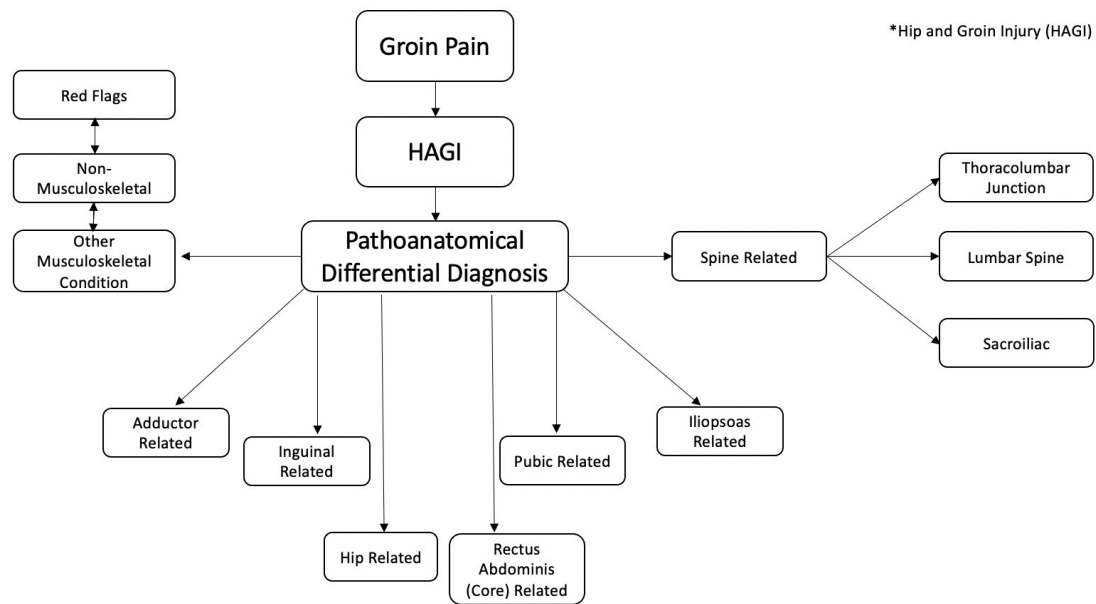 Groin Pain
*Hip and Groin Injury (HAGI)
Red Flags
HAGI
Non-
Musculoskeletal
Thoracolumbar
Junction
Other
Musculoskeletal
Condition
Pathoanatomical
Differential Diagnosis
Spine Related
Lumbar Spine
Sacroiliac
Adductor
Related
Inguinal
Related
Pubic Related
Iliopsoas
Related
Hip Related
Rectus
Abdominis
(Core) Related